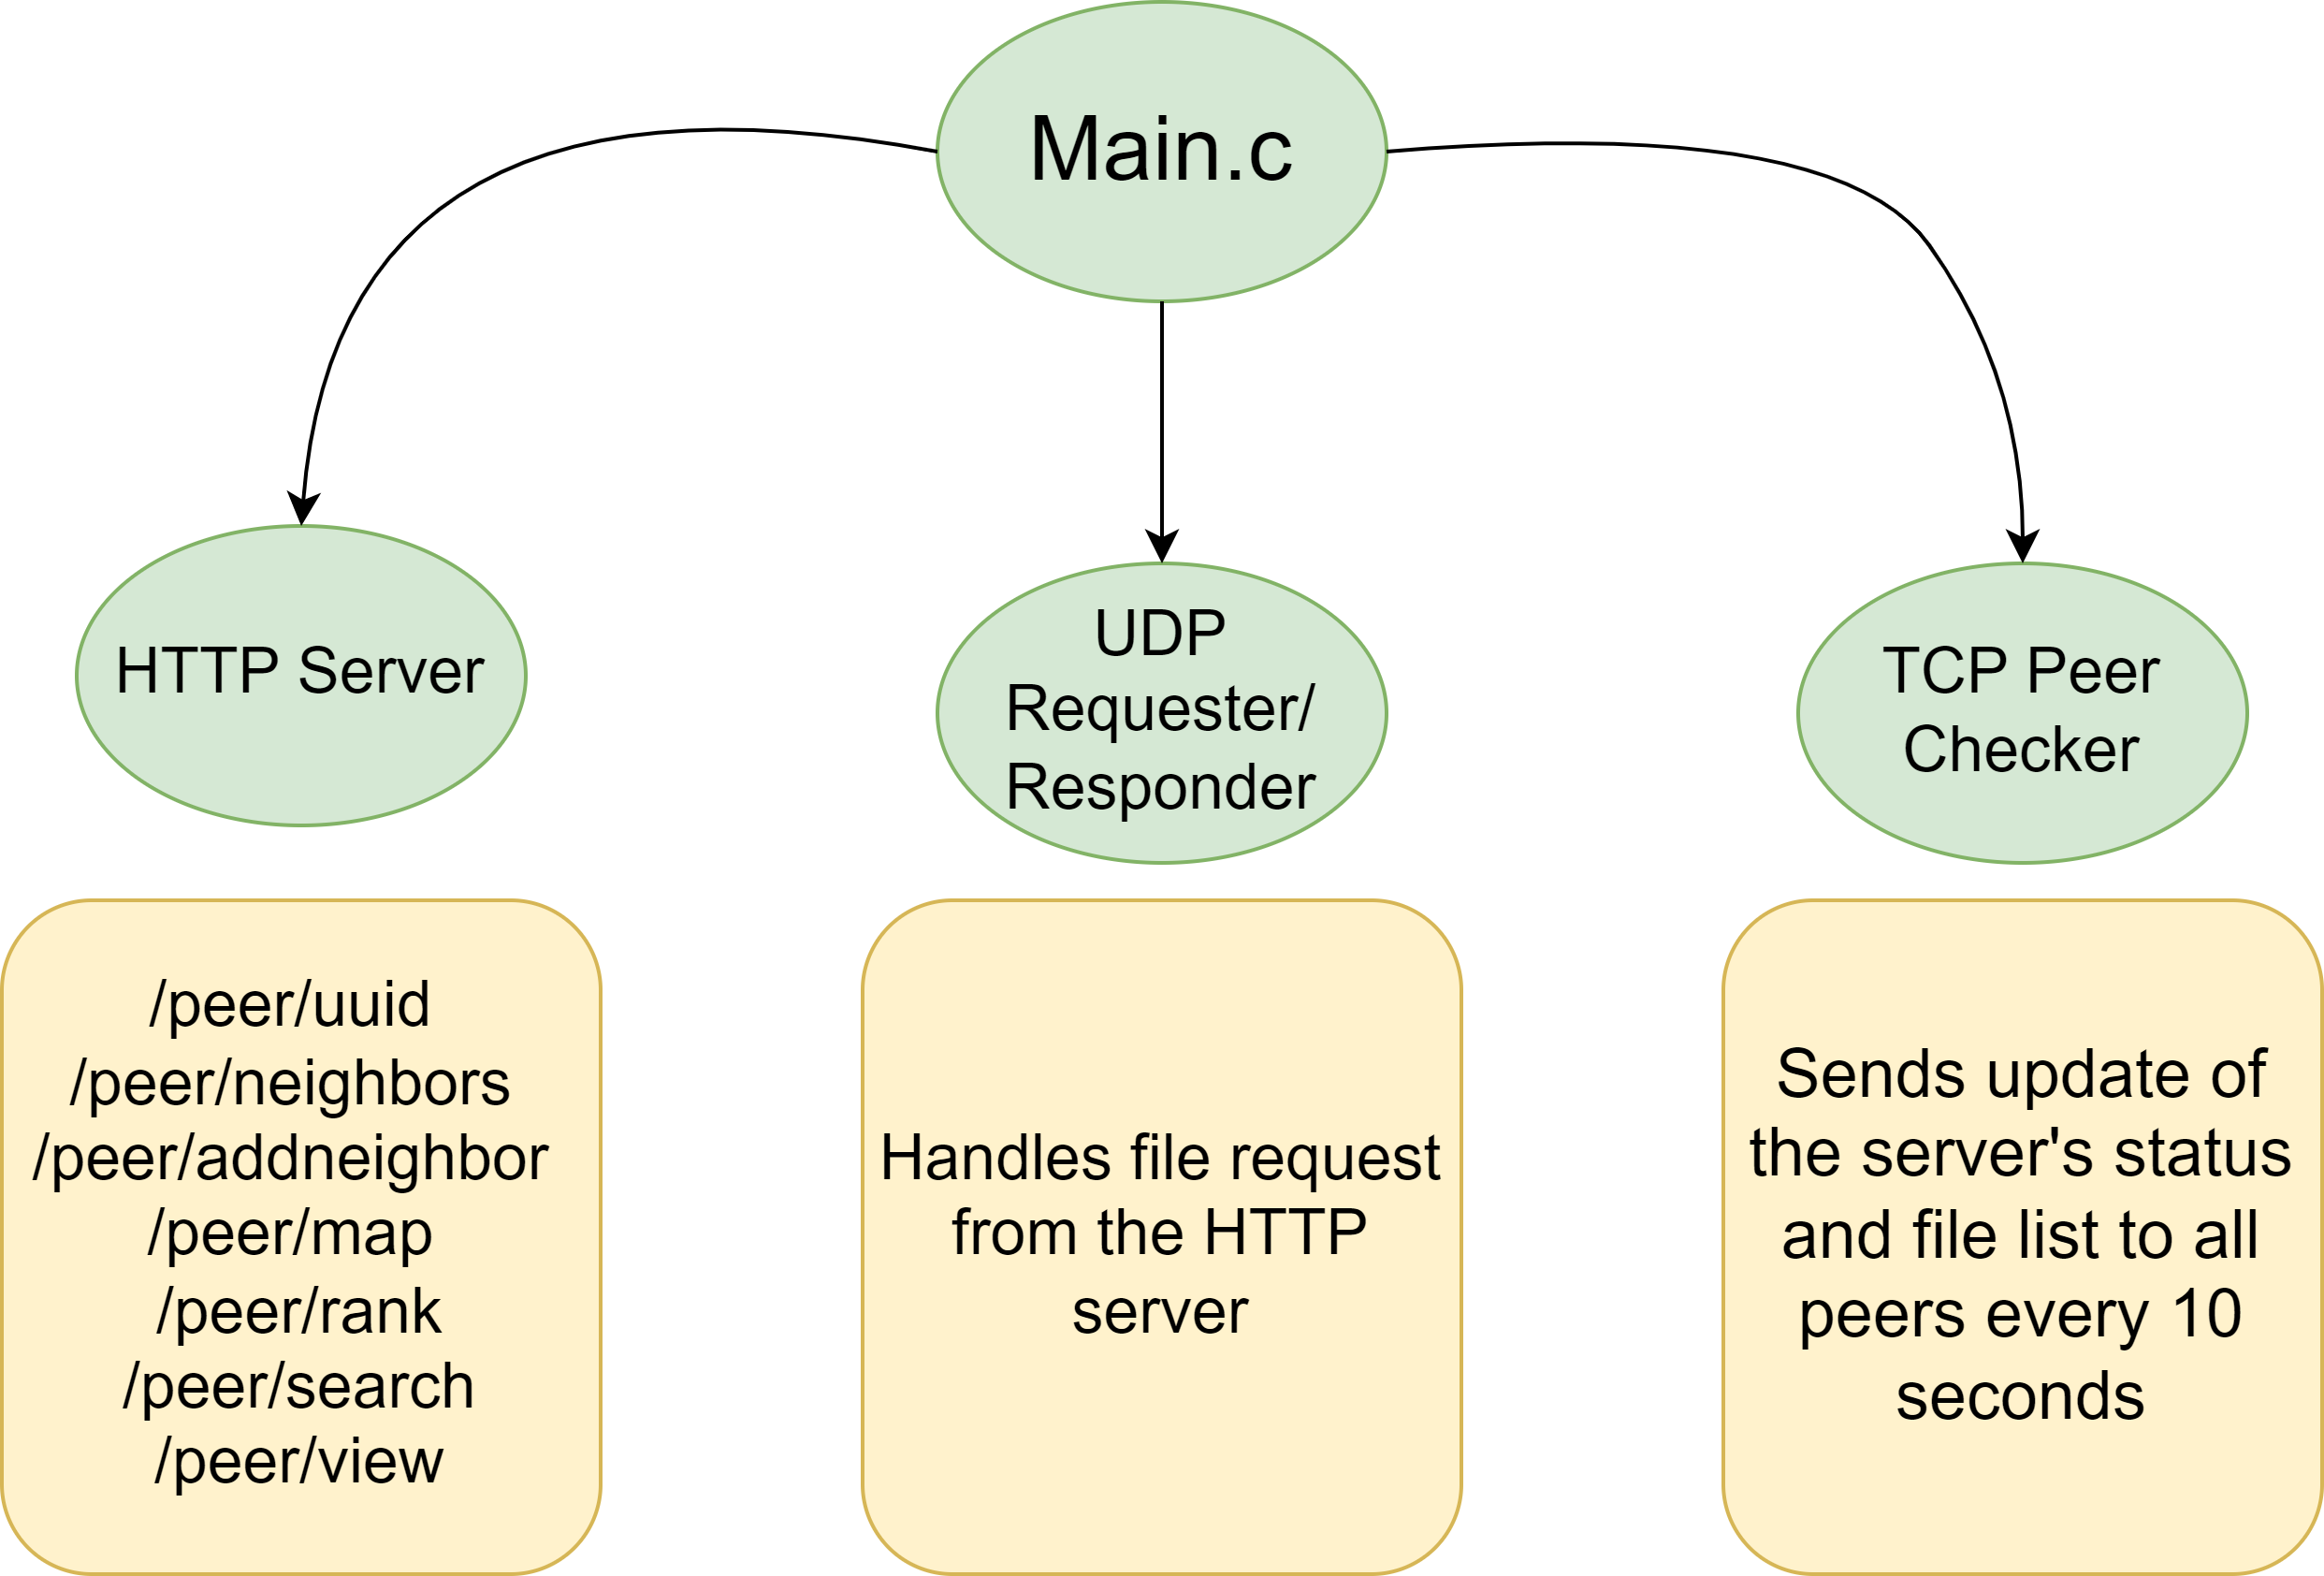 Main.c
HTTP Server
UDP
Requester/
Responder
TCP Peer
Checker
/peer/uuid
/peer/neighbors
/peer/addneighbor
/peer/map
/peer/rank
/peer/search
/peer/view
Handles file request
from the HTTP
server
Sends update of
the server's status
and file list to all
peers every 10
seconds